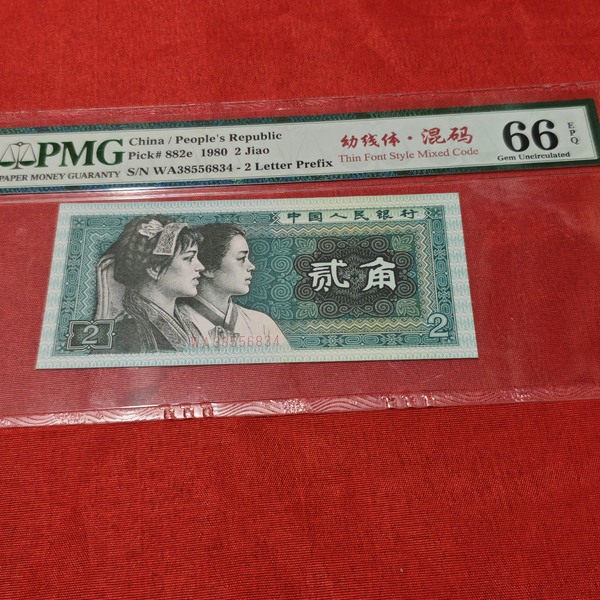 PMG
PAPER MONEY GUARANTY
China / People's Republic
Pick# 882e 1980 2 Jiao
S/N WA38556834 - 2 Letter Prefix
幼线体·混码
Thin Font Style Mixed Code
66
EPQ
Gem Uncirculated
中国人民银行
贰角
2
2
WA38556834